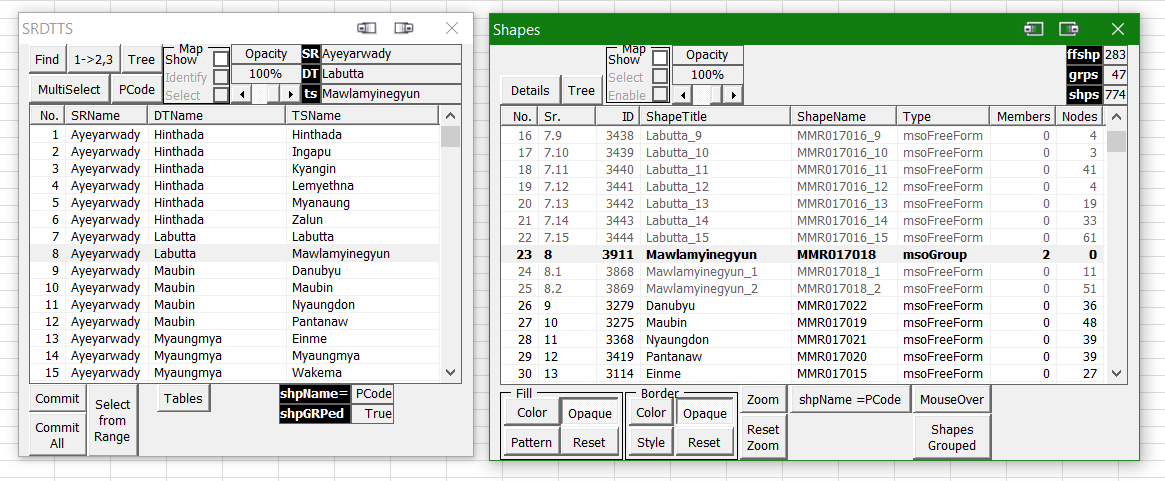 SRDTTS
Find 1->2,3 Tree Map Show Identify Select Opacity 100% SR Ayeyarwady
DT Labutta
MultiSelect PCode ts Mawlamyinegyun
No. SRName DTName TSName
1 Ayeyarwady Hinthada Hinthada
2 Ayeyarwady Hinthada Ingapu
3 Ayeyarwady Hinthada Kyangin
4 Ayeyarwady Hinthada Lemyethna
5 Ayeyarwady Hinthada Myanaung
6 Ayeyarwady Hinthada Zalun
7 Ayeyarwady Labutta Labutta
8 Ayeyarwady Labutta Mawlamyinegyun
9 Ayeyarwady Maubin Danubyu
10 Ayeyarwady Maubin Maubin
11 Ayeyarwady Maubin Nyaungdon
12 Ayeyarwady Maubin Pantanaw
13 Ayeyarwady Myaungmya Einme
14 Ayeyarwady Myaungmya Myaungmya
15 Ayeyarwady Myaungmya Wakema
Commit Select from Range Tables shpName= PCode
Commit All shpGRPed True
Shapes
Map Show Select Enable Opacity 100% ffshp 283
grps 47
Details Tree shps 774
No. Sr. ID ShapeTitle ShapeName Type Members Nodes
16 7.9 3438 Labutta_9 MMR017016_9 msoFreeForm 0 4
17 7.10 3439 Labutta_10 MMR017016_10 msoFreeForm 0 3
18 7.11 3440 Labutta_11 MMR017016_11 msoFreeForm 0 41
19 7.12 3441 Labutta_12 MMR017016_12 msoFreeForm 0 4
20 7.13 3442 Labutta_13 MMR017016_13 msoFreeForm 0 19
21 7.14 3443 Labutta_14 MMR017016_14 msoFreeForm 0 33
22 7.15 3444 Labutta_15 MMR017016_15 msoFreeForm 0 61
23 8 3911 Mawlamyinegyun MMR017018 msoGroup 2 0
24 8.1 3868 Mawlamyinegyun_1 MMR017018_1 msoFreeForm 0 11
25 8.2 3869 Mawlamyinegyun_2 MMR017018_2 msoFreeForm 0 51
26 9 3279 Danubyu MMR017022 msoFreeForm 0 36
27 10 3275 Maubin MMR017019 msoFreeForm 0 48
28 11 3368 Nyaungdon MMR017021 msoFreeForm 0 39
29 12 3419 Pantanaw MMR017020 msoFreeForm 0 39
30 13 3114 Einme MMR017015 msoFreeForm 0 27
Fill Border
Color Opaque Color Opaque Zoom shpName =PCode MouseOver
Pattern Reset Style Reset Reset Zoom Shapes Grouped